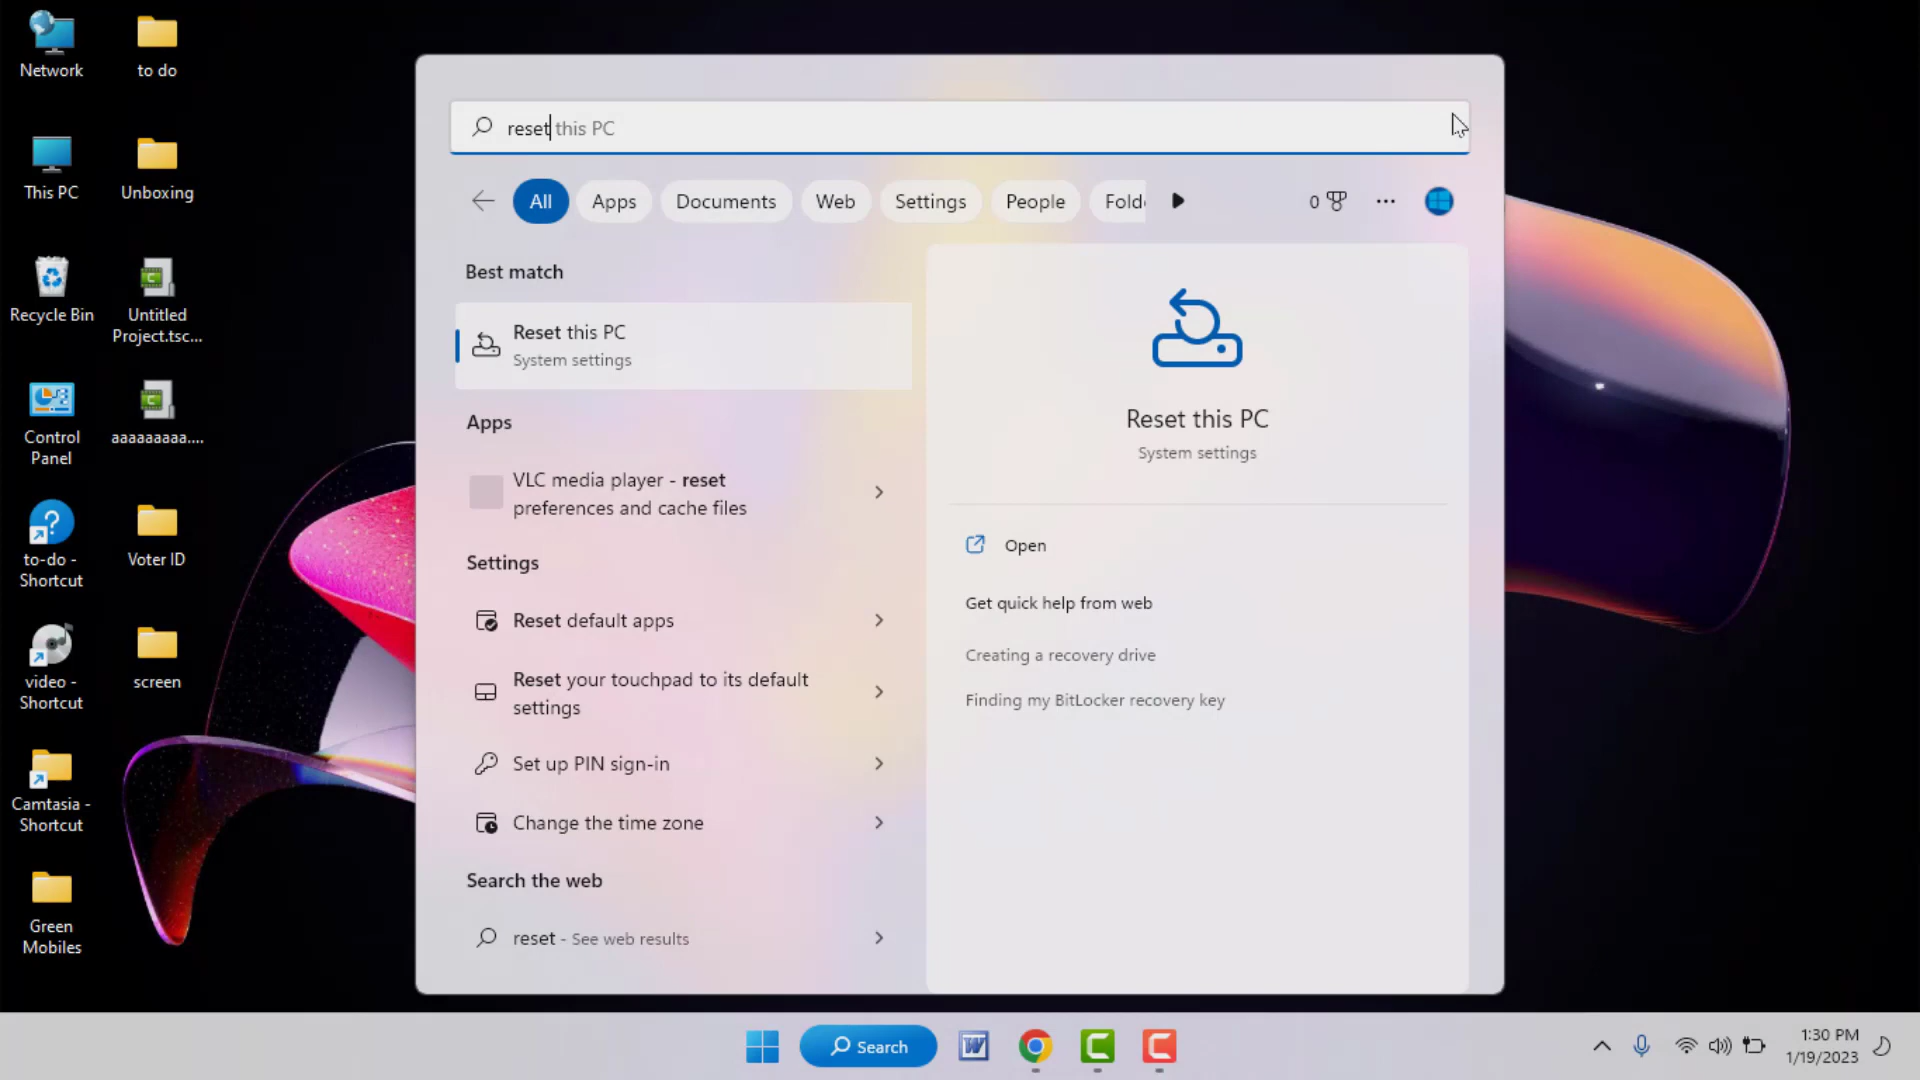 Network
to do
This PC
Unboxing
Recycle Bin
Untitled
Project.tsc...
Control
Panel
aaaaaaaaa....
to-do -
Shortcut
Voter ID
video -
Shortcut
screen
Camtasia -
Shortcut
Green
Mobiles
reset this PC
All
Apps
Documents
Web
Settings
People
Folde
0
Best match
Reset this PC
System settings
Apps
VLC media player - reset
preferences and cache files
Settings
Reset default apps
Reset your touchpad to its default
settings
Set up PIN sign-in
Change the time zone
Search the web
reset - See web results
Reset this PC
System settings
Open
Get quick help from web
Creating a recovery drive
Finding my BitLocker recovery key
Search
W
1:30 PM
1/19/2023